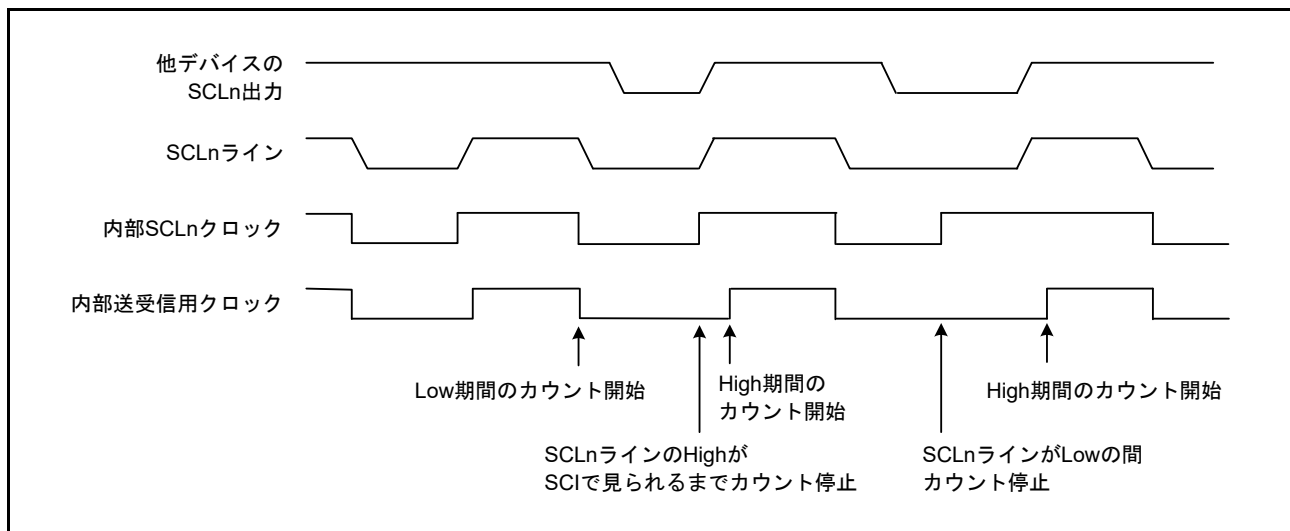 他デバイスの
SCLn出力
SCLnライン
内部SCLnクロック
内部送受信用クロック
Low期間のカウント開始
High期間の
カウント開始
High期間のカウント開始
SCLnラインのHighが
SCIで見られるまでカウント停止
SCLnラインがLowの間
カウント停止